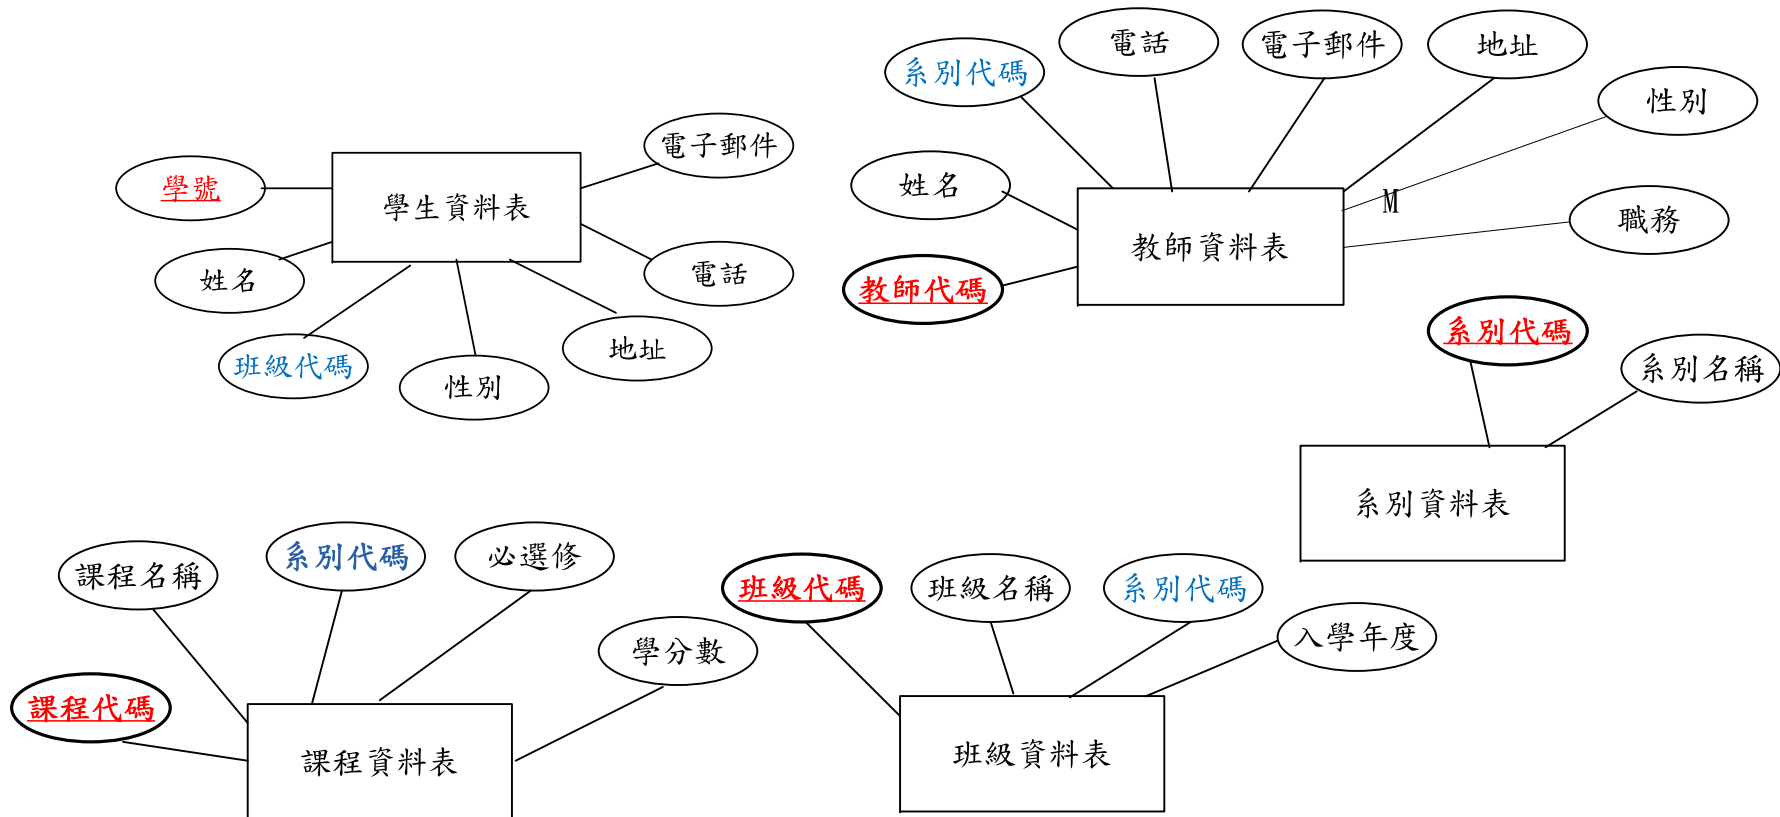 電話
電子郵件
地址
系別代碼
性別
電子郵件
學號
學生資料表
姓名
M
職務
教師資料表
姓名
電話
教師代碼
系別代碼
地址
班級代碼
性別
系別名稱
系別資料表
課程名稱
系別代碼
必選修
班級代碼
班級名稱
系別代碼
入學年度
學分數
課程代碼
課程資料表
班級資料表